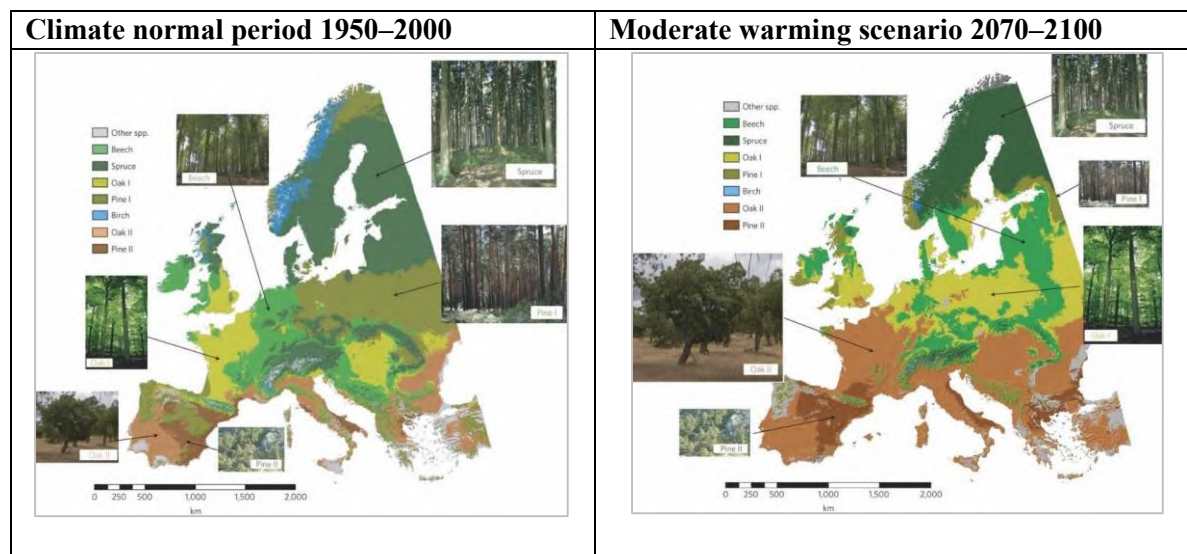 Climate normal period 1950–2000
Moderate warming scenario 2070–2100
Other spp.
Beech
Spruce
Oak I
Pine I
Birch
Oak II
Pine II
Beech
Spruce
Pine I
Oak I
Oak II
Pine II
0 250 500 1,000 1,500 2,000
km
Other spp.
Beech
Spruce
Oak I
Pine I
Birch
Oak II
Pine II
Beech
Spruce
Pine I
Oak I
Oak II
Pine II
0 250 500 1,000 1,500 2,000
km